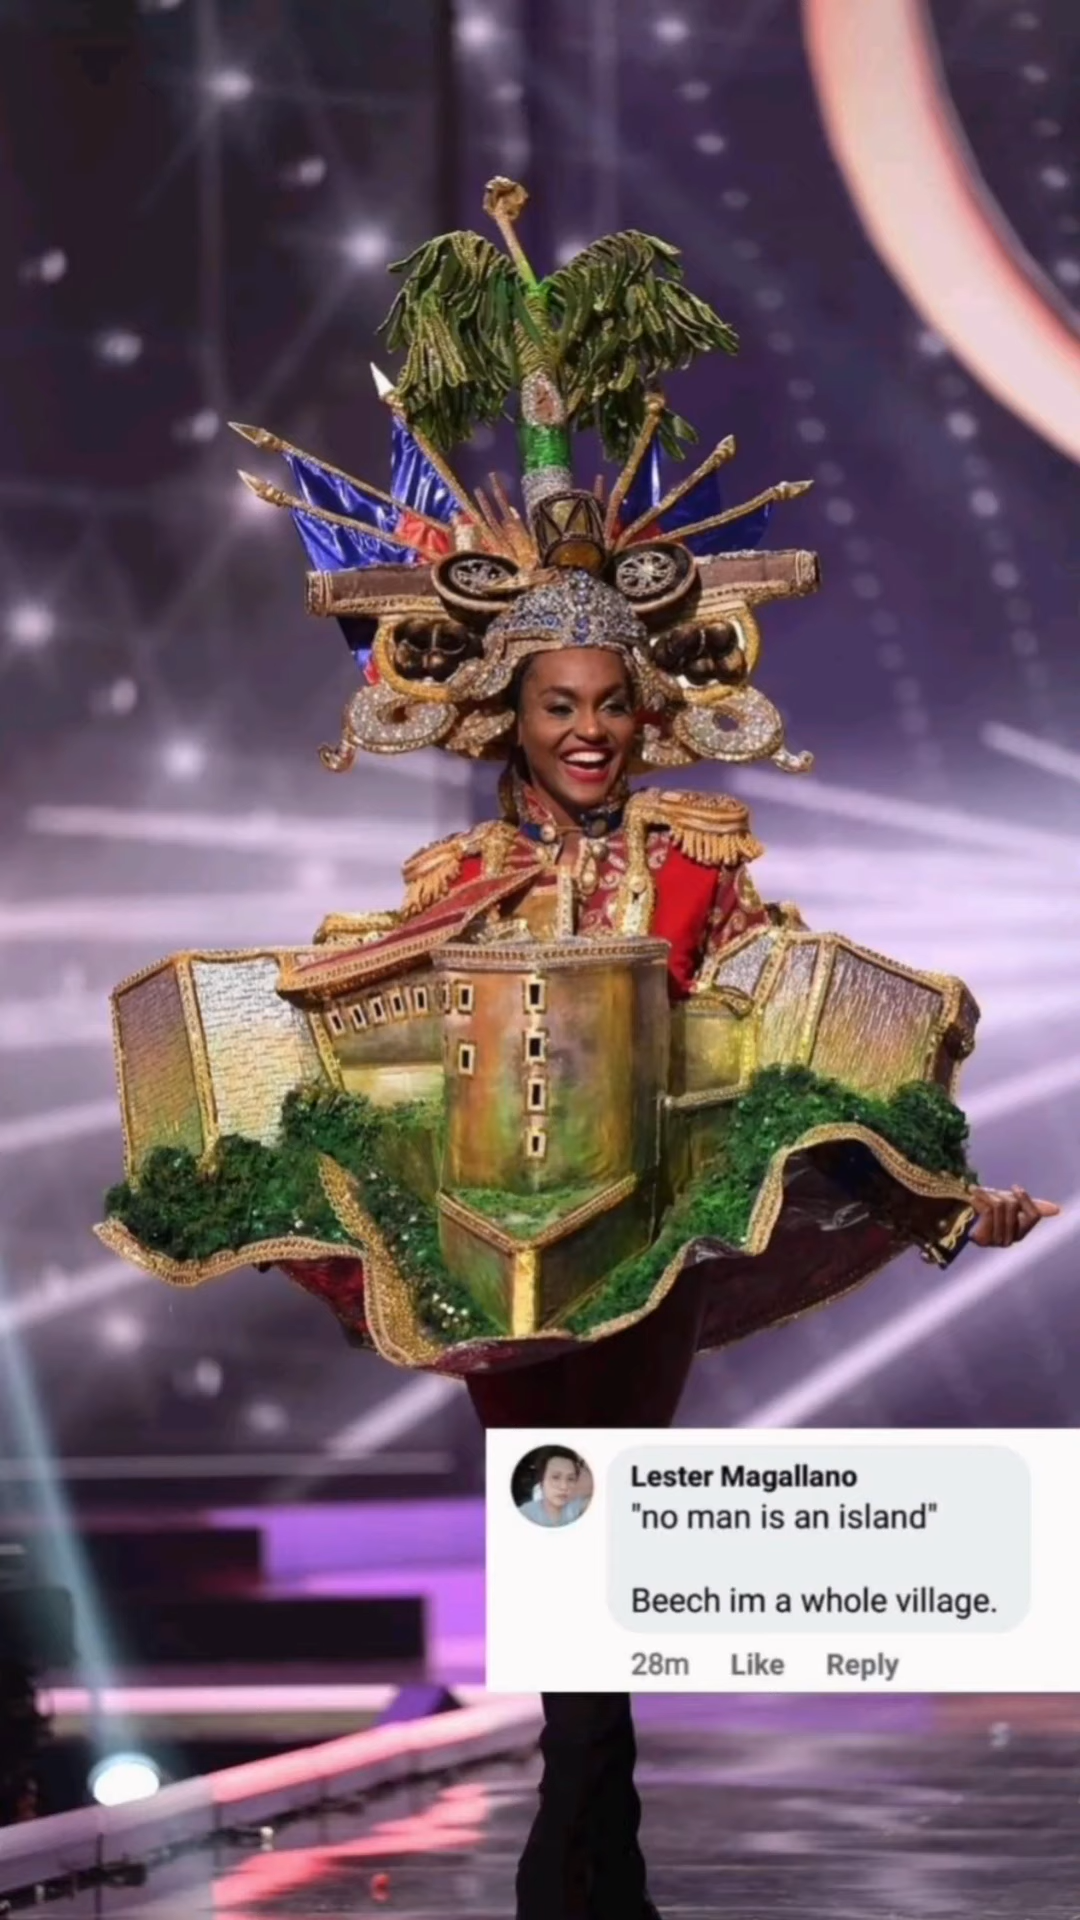 Lester Magallano
"no man is an island"
Beech im a whole village.
28m Like Reply